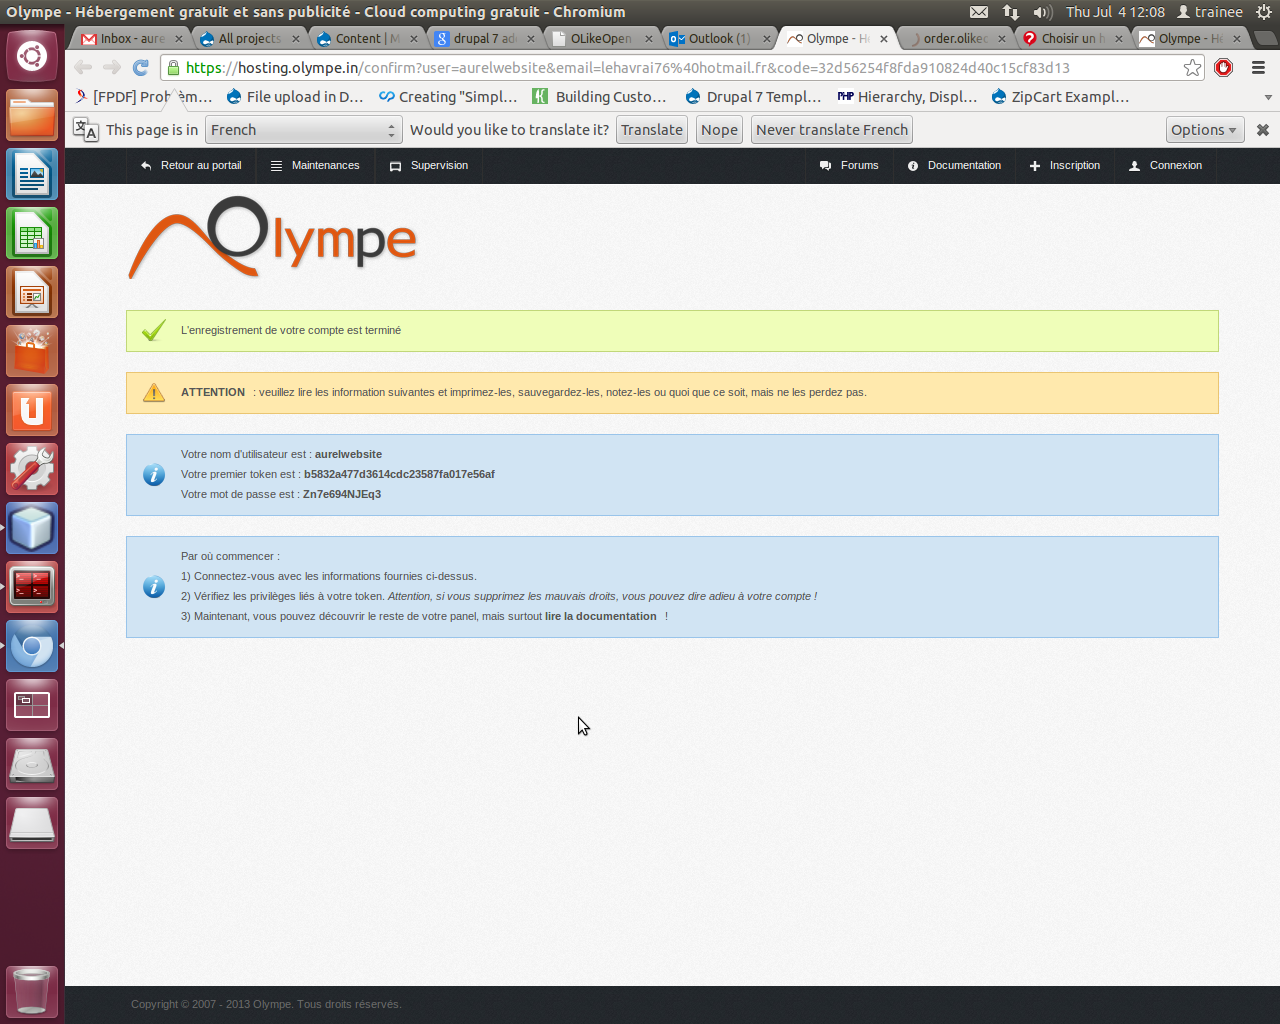 Olympe - Hébergement gratuit et sans publicité - Cloud computing gratuit - Chromium
Thu Jul 4 12:08
trainee
Inbox - aure
All projects
Content | M
drupal 7 ad
OLikeOpen
Outlook (1)
Olympe - H
order.olikeo
Choisir un h
Olympe - Hé
https://hosting.olympe.in/confirm?user=aurelwebsite&email=lehavrai76%40hotmail.fr&code=32d56254f8fda910824d40c15cf83d13
[FPDF] Problèm...
File upload in D...
Creating "Simpl...
Building Custo...
Drupal 7 Templ...
Hierarchy, Displ...
ZipCart Exampl...
This page is in
French
Would you like to translate it?
Translate
Nope
Never translate French
Options
Retour au portail
Maintenances
Supervision
Forums
Documentation
Inscription
Connexion
Olympe
L'enregistrement de votre compte est terminé
ATTENTION : veuillez lire les information suivantes et imprimez-les, sauvegardez-les, notez-les ou quoi que ce soit, mais ne les perdez pas.
Votre nom d'utilisateur est : aurelwebsite
Votre premier token est : b5832a477d3614cdc23587fa017e56af
Votre mot de passe est : Zn7e694NJEq3
Par où commencer :
1) Connectez-vous avec les informations fournies ci-dessus.
2) Vérifiez les privilèges liés à votre token. Attention, si vous supprimez les mauvais droits, vous pouvez dire adieu à votre compte !
3) Maintenant, vous pouvez découvrir le reste de votre panel, mais surtout lire la documentation !
Copyright © 2007 - 2013 Olympe. Tous droits réservés.